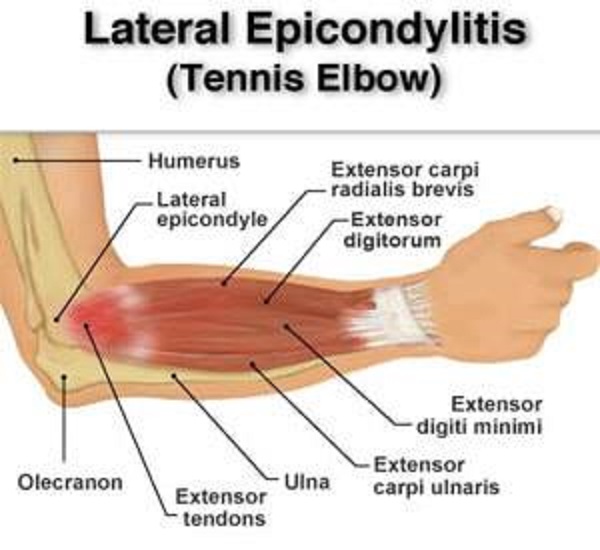 Lateral Epicondylitis
(Tennis Elbow)
Humerus
Extensor carpi
radialis brevis
Lateral
epicondyle
Extensor
digitorum
Extensor
digiti minimi
Extensor
carpi ulnaris
Olecranon
Ulna
Extensor
tendons